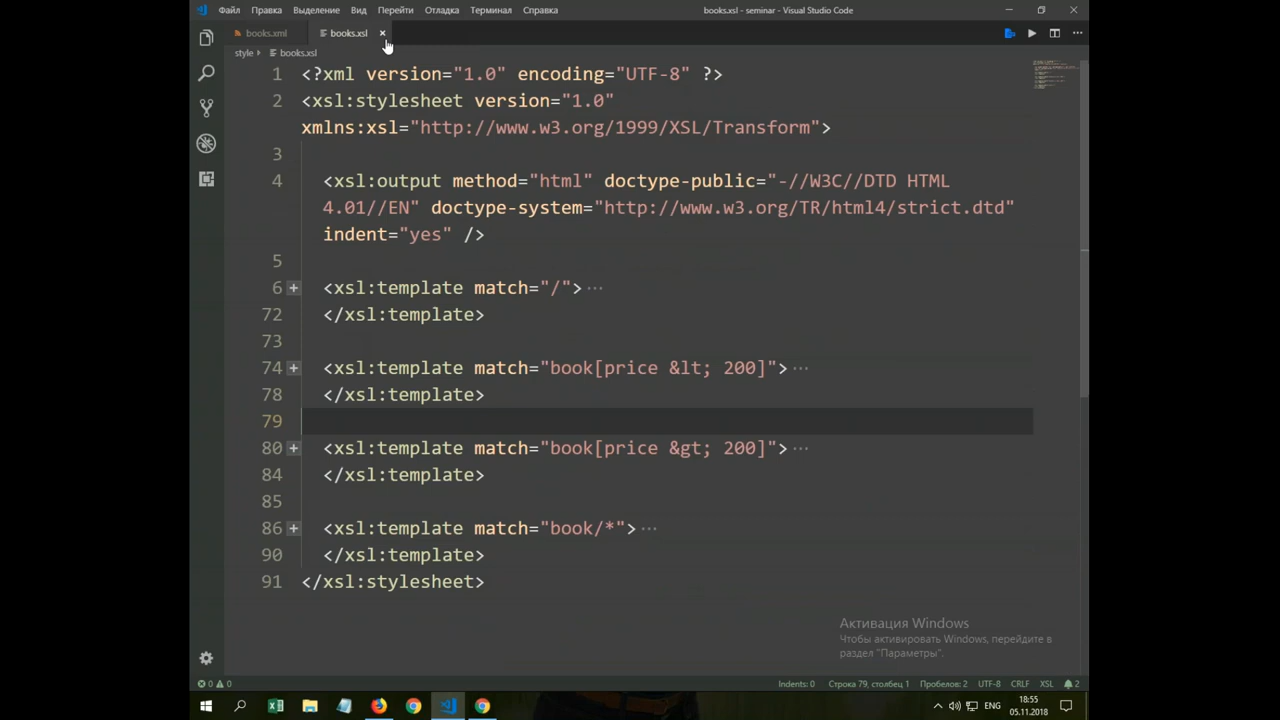 Файл Правка Выделение Вид Перейти Отладка Терминал Справка books.xsl - seminar - Visual Studio Code
books.xml books.xsl ×
style books.xsl
1 <?xml version="1.0" encoding="UTF-8" ?>
2 <xsl:stylesheet version="1.0"
xmlns:xsl="http://www.w3.org/1999/XSL/Transform">
3
4 <xsl:output method="html" doctype-public="-//W3C//DTD HTML
4.01//EN" doctype-system="http://www.w3.org/TR/html4/strict.dtd"
indent="yes" />
5
6 <xsl:template match="/">
72 </xsl:template>
73
74 <xsl:template match="book[price &lt; 200]">
78 </xsl:template>
79
80 <xsl:template match="book[price &gt; 200]">
84 </xsl:template>
85
86 <xsl:template match="book/*">
90 </xsl:template>
91 </xsl:stylesheet>
Активация Windows
Чтобы активировать Windows, перейдите в
раздел "Параметры".
0 0 Indents: 0 Строка 79, столбец 1 Пробелов: 2 UTF-8 CRLF XSL 2
ENG 18:55
05.11.2018